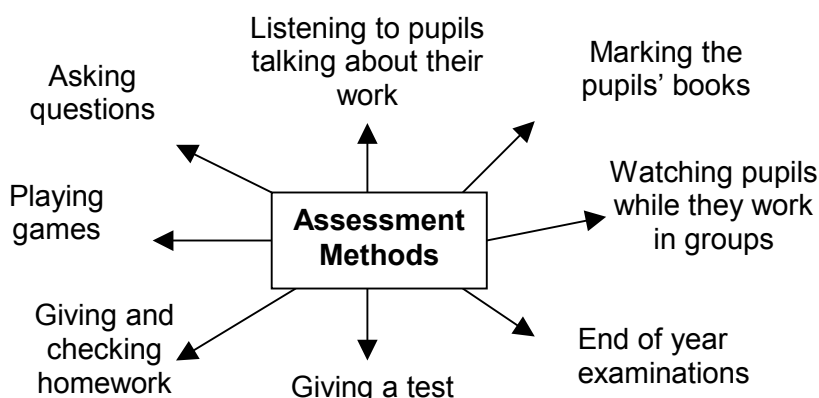 Listening to pupils
talking about their
work
Marking the
pupils’ books
Asking
questions
Watching pupils
while they work
in groups
Playing
games
Assessment
Methods
Giving and
checking
homework
Giving a test
End of year
examinations